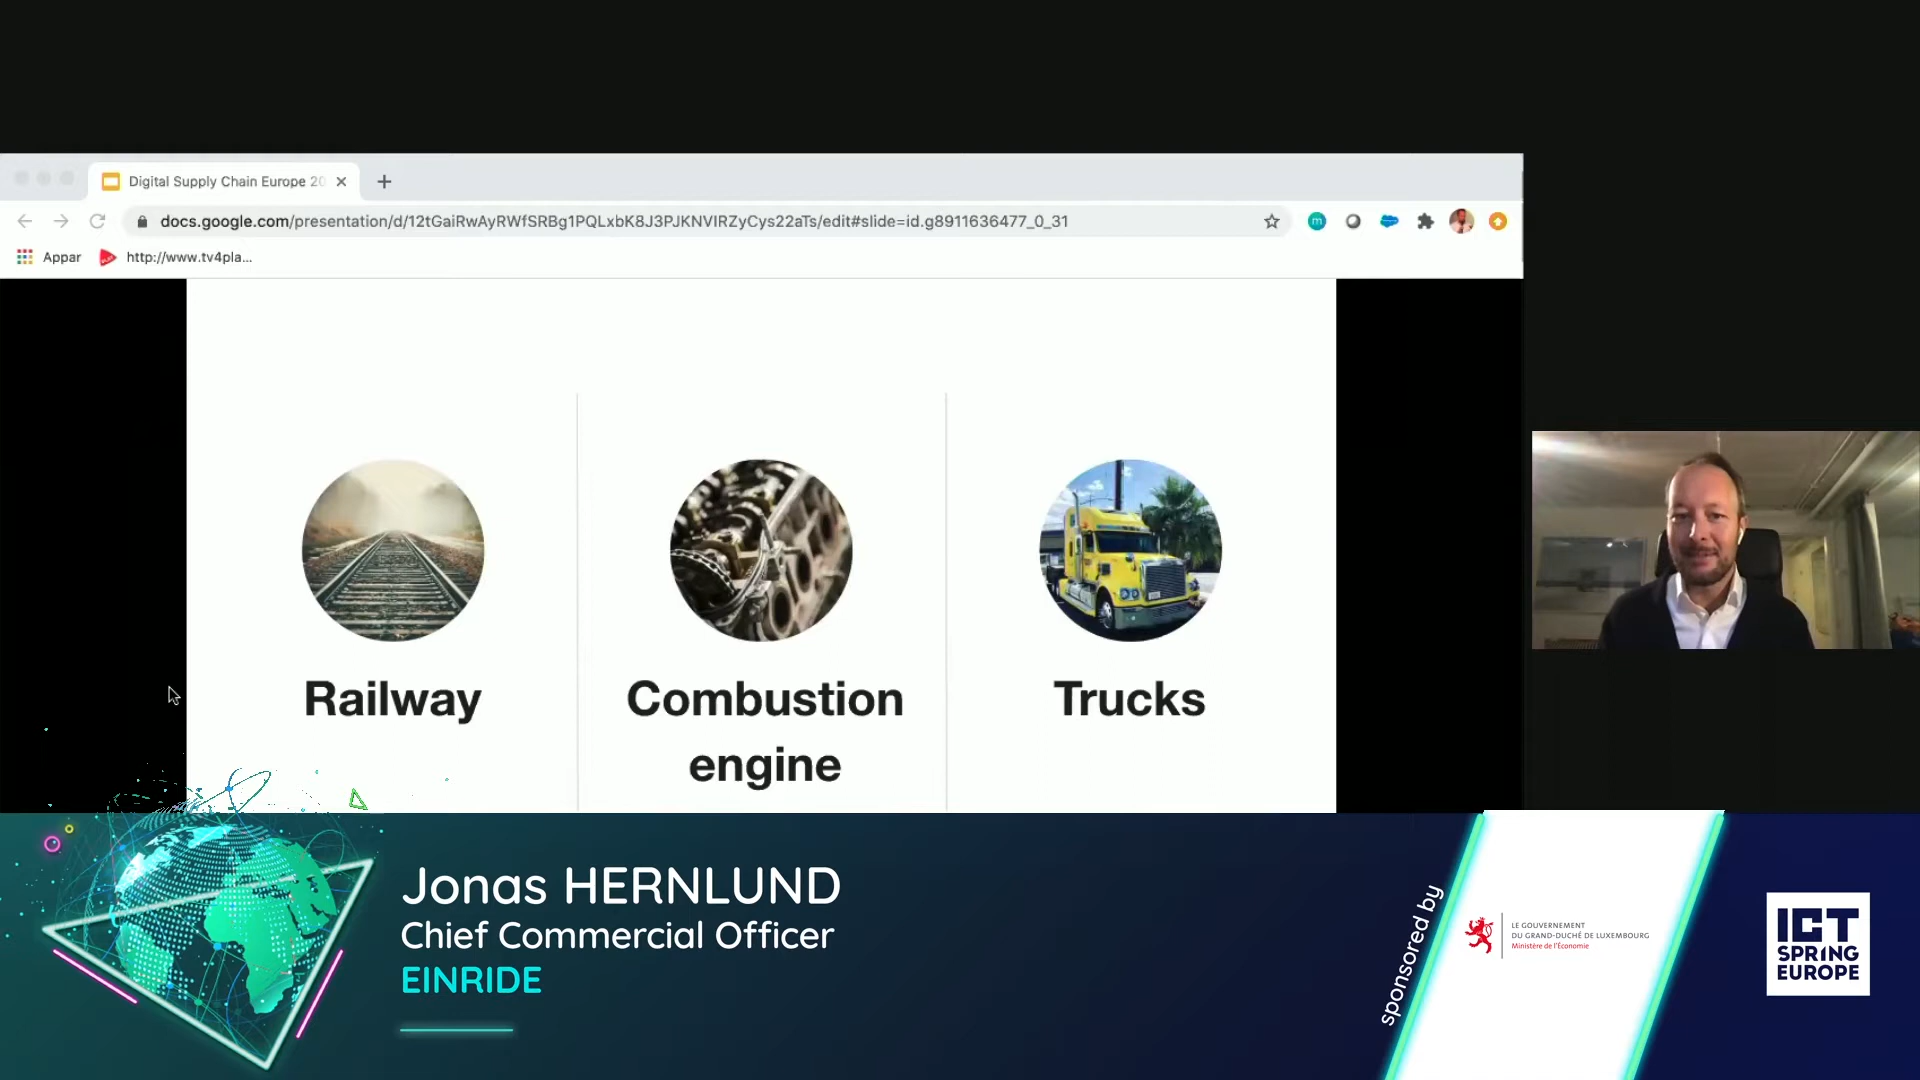 Digital Supply Chain Europe 20
docs.google.com/presentation/d/12tGaiRwAyRWfSRBg1PQLxbK8J3PJKNVIRZyCys22aTs/edit#slide=id.g8911636477_0_31
Appar
http://www.tv4pla...
Railway
Combustion
engine
Trucks
Jonas HERNLUND
Chief Commercial Officer
EINRIDE
sponsored by
LE GOUVERNEMENT
DU GRAND-DUCHÉ DE LUXEMBOURG
Ministère de l'Économie
ICT
SPRING
EUROPE